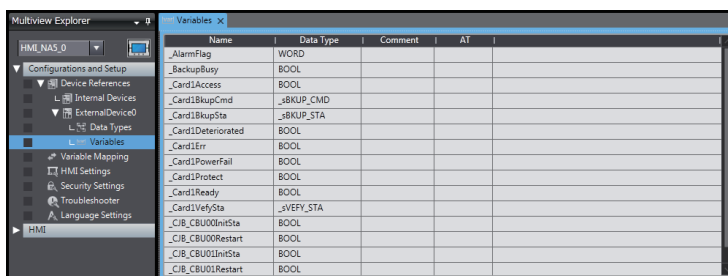 Multiview Explorer
HMI_NA5_0
Configurations and Setup
Device References
Internal Devices
ExternalDevice0
Data Types
Variables
Variable Mapping
HMI Settings
Security Settings
Troubleshooter
Language Settings
HMI
Variables
Name Data Type Comment AT
_AlarmFlag WORD
_BackupBusy BOOL
_Card1Access BOOL
_Card1BkupCmd _sBKUP_CMD
_Card1BkupSta _sBKUP_STA
_Card1Deteriorated BOOL
_Card1Err BOOL
_Card1PowerFail BOOL
_Card1Protect BOOL
_Card1Ready BOOL
_Card1VefySta _sVEFY_STA
_CJB_CBU00InitSta BOOL
_CJB_CBU00Restart BOOL
_CJB_CBU01InitSta BOOL
_CJB_CBU01Restart BOOL